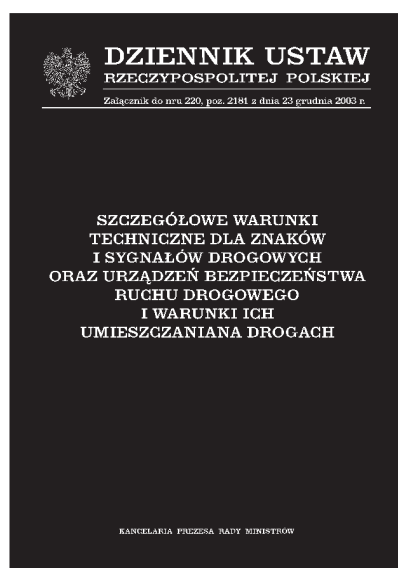 DZIENNIK USTAW
RZECZYPOSPOLITEJ POLSKIEJ
Załącznik do nru 220, poz. 2181 z dnia 23 grudnia 2003 r.
SZCZEGÓŁOWE WARUNKI
TECHNICZNE DLA ZNAKÓW
I SYGNAŁÓW DROGOWYCH
ORAZ URZĄDZEŃ BEZPIECZEŃSTWA
RUCHU DROGOWEGO
I WARUNKI ICH
UMIESZCZANIANA DROGACH
KANCELARIA PREZESA RADY MINISTRÓW